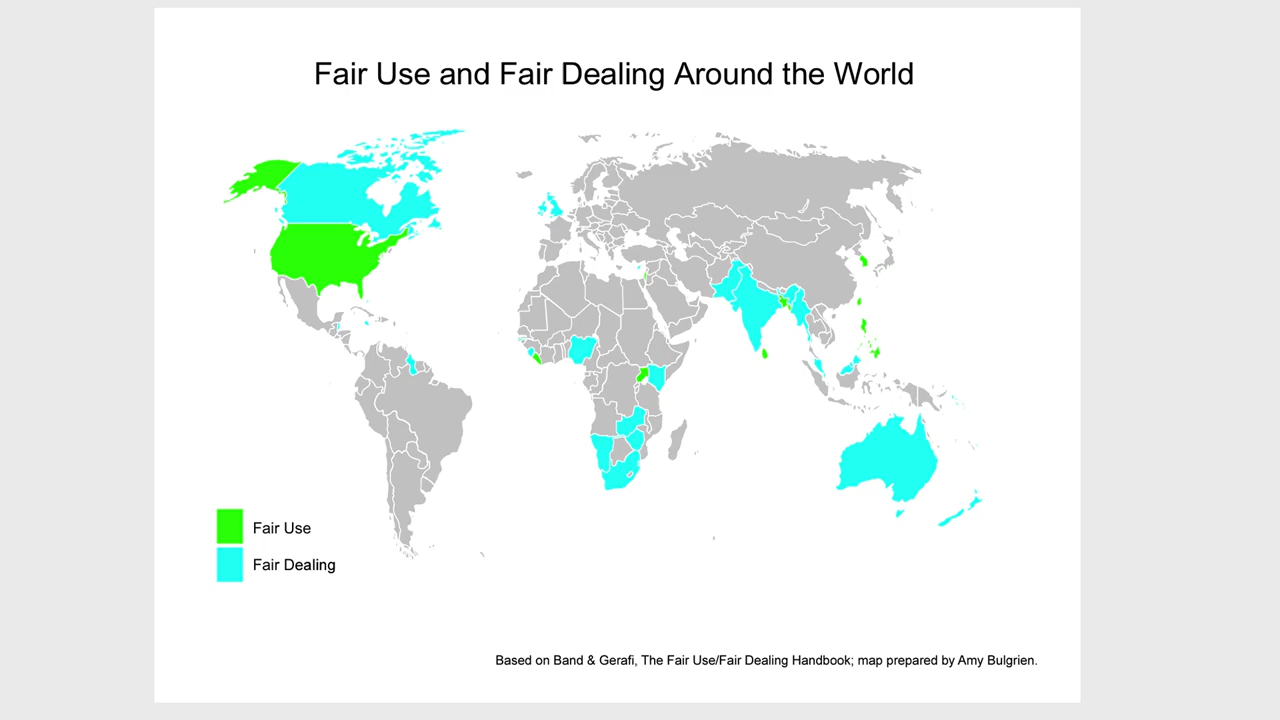 Fair Use and Fair Dealing Around the World
Fair Use
Fair Dealing
Based on Band & Gerafi, The Fair Use/Fair Dealing Handbook; map prepared by Amy Bulgrien.